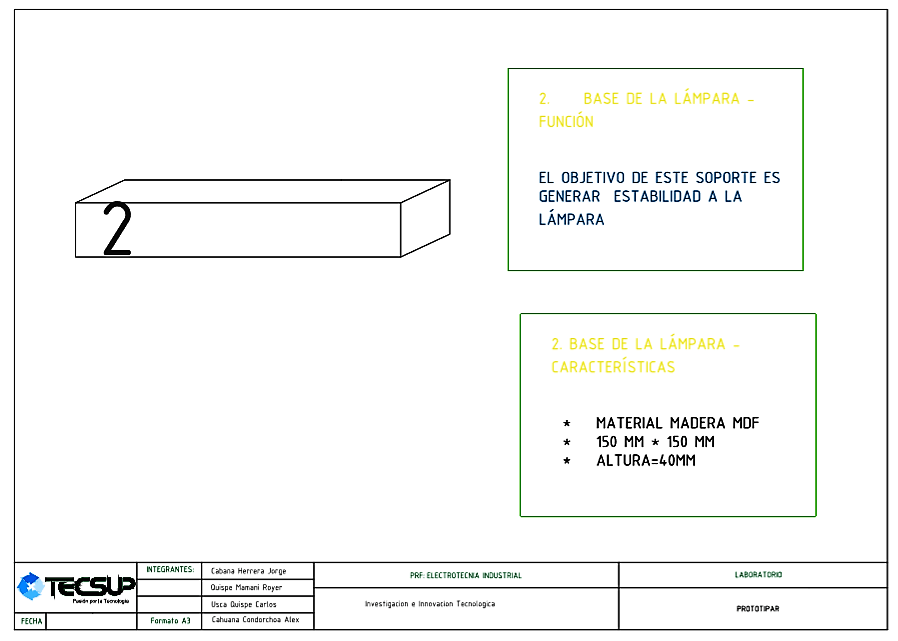 2. BASE DE LA LÁMPARA -
FUNCIÓN
EL OBJETIVO DE ESTE SOPORTE ES
GENERAR ESTABILIDAD A LA
LÁMPARA
2
2. BASE DE LA LÁMPARA -
CARACTERÍSTICAS
* MATERIAL MADERA MDF
* 150 MM * 150 MM
* ALTURA=40MM
TECSUP
Pasión por la Tecnología
FECHA
INTEGRANTES:
Cabana Herrera Jorge
Quispe Mamani Royer
Usca Quispe Carlos
Formato A3
Cahuana Condorchoa Alex
PRF: ELECTROTECNIA INDUSTRIAL
Investigacion e Innovacion Tecnologica
LABORATORIO
PROTOTIPAR